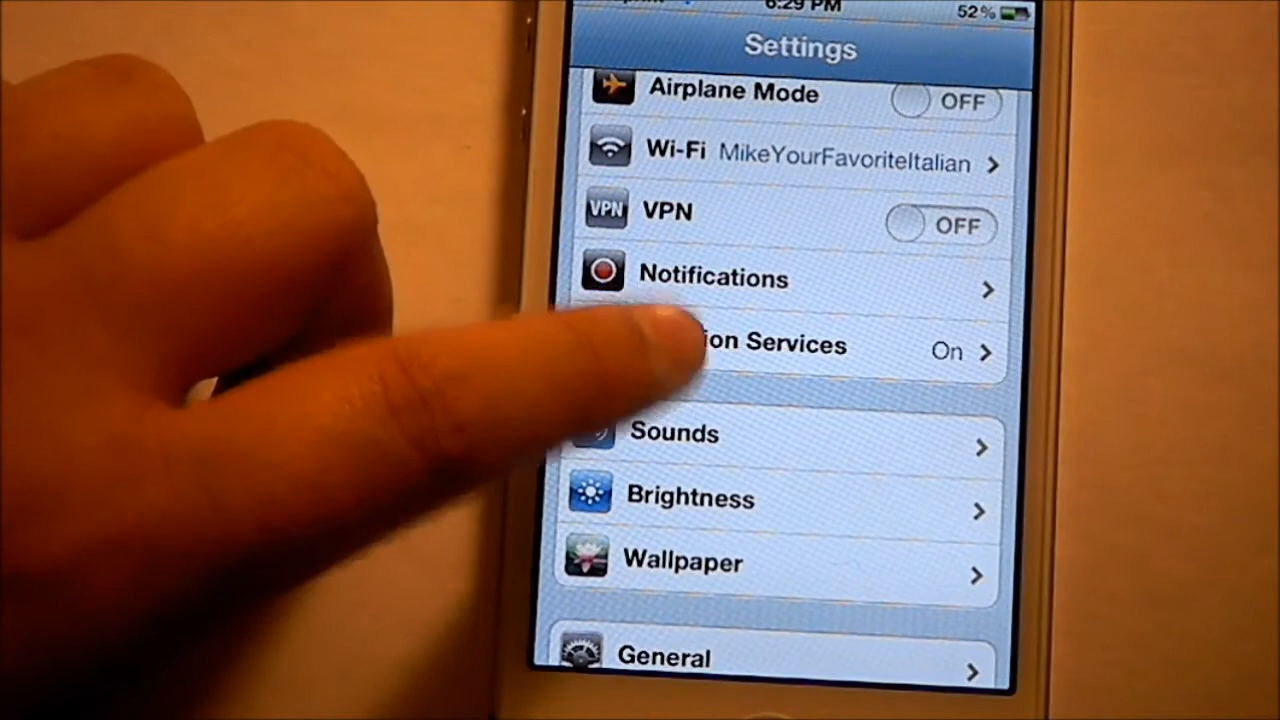 6:29 PM 52%
Settings
Airplane Mode OFF
Wi-Fi MikeYourFavoriteItalian
VPN VPN OFF
Notifications
ion Services On
Sounds
Brightness
Wallpaper
General